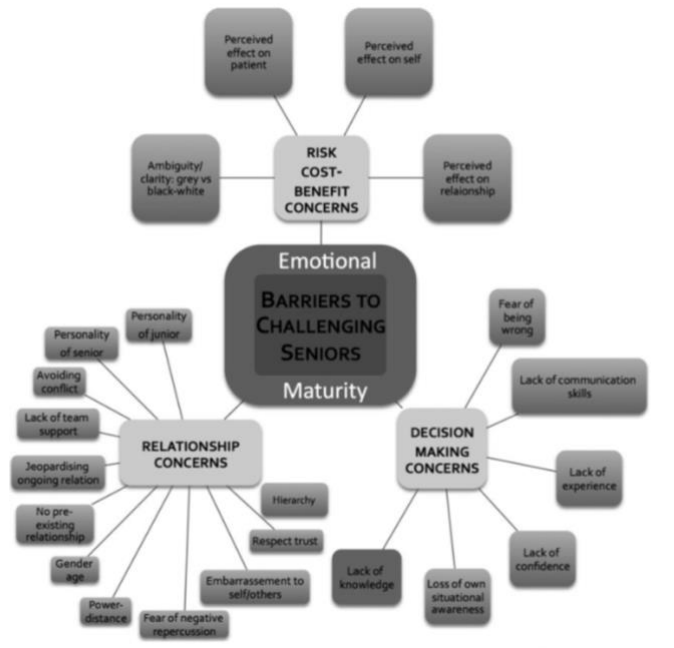 Perceived
effect on
patient
Perceived
effect on self
Ambiguity/
clarity: grey vs
black-white
RISK
COST-
BENEFIT
CONCERNS
Perceived
effect on
relaionship
Emotional
BARRIERS TO
CHALLENGING
SENIORS
Maturity
Personality
of junior
Personality
of senior
Avoiding
conflict
Lack of team
support
Jeopardising
ongoing relation
No pre-
existing
relationship
Gender
age
Power-
distance
Fear of negative
repercussion
Embarrassement to
self/others
Respect trust
Hierarchy
RELATIONSHIP
CONCERNS
DECISION
MAKING
CONCERNS
Fear of
being
wrong
Lack of communication
skills
Lack of
experience
Lack of
confidence
Loss of own
situational
awareness
Lack of
knowledge